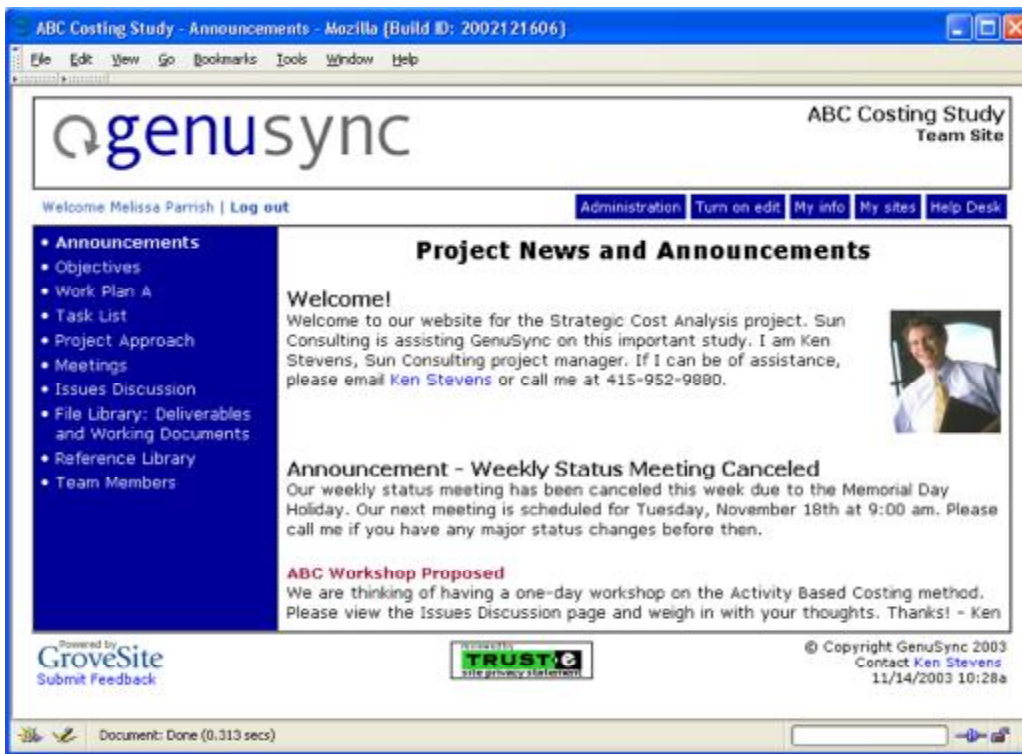 ABC Costing Study - Announcements - Mozilla {Build ID: 2002121606}
File Edit View Go Bookmarks Tools Window Help
genusync
ABC Costing Study
Team Site
Welcome Melissa Parrish | Log out
Administration Turn on edit My info My sites Help Desk
Announcements
Objectives
Work Plan A
Task List
Project Approach
Meetings
Issues Discussion
File Library: Deliverables
and Working Documents
Reference Library
Team Members
Project News and Announcements
Welcome!
Welcome to our website for the Strategic Cost Analysis project. Sun
Consulting is assisting GenuSync on this important study. I am Ken
Stevens, Sun Consulting project manager. If I can be of assistance,
please email Ken Stevens or call me at 415-952-9880.
Announcement - Weekly Status Meeting Canceled
Our weekly status meeting has been canceled this week due to the Memorial Day
Holiday. Our next meeting is scheduled for Tuesday, November 18th at 9:00 am. Please
call me if you have any major status changes before then.
ABC Workshop Proposed
We are thinking of having a one-day workshop on the Activity Based Costing method.
Please view the Issues Discussion page and weigh in with your thoughts. Thanks! - Ken
Powered by
GroveSite
Submit Feedback
Reviewed by
TRUSTe
site privacy statement
© Copyright GenuSync 2003
Contact Ken Stevens
11/14/2003 10:28a
Document: Done (0.313 secs)